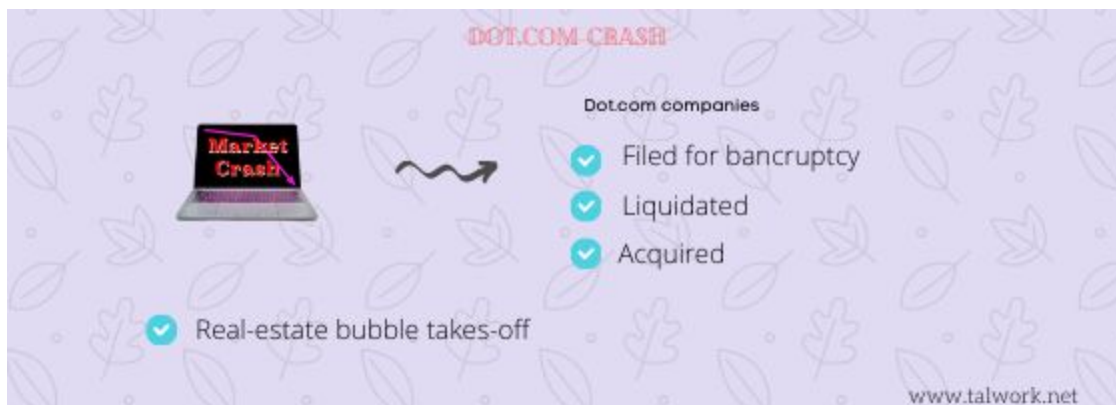 DOT.COM CRASH
Market
Crash
Dot.com companies
Filed for bancruptcy
Liquidated
Acquired
Real-estate bubble takes-off
www.talwork.net